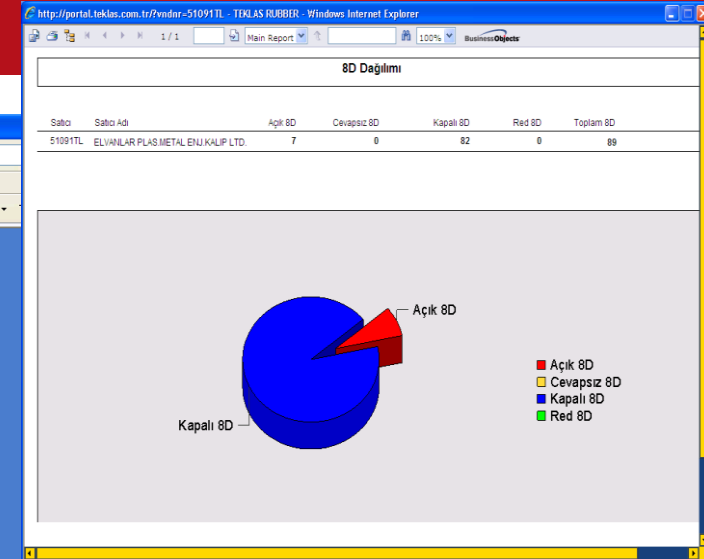 http://portal.teklas.com.tr/?vndnr=51091TL - TEKLAS RUBBER - Windows Internet Explorer
1 / 1 Main Report 100% BusinessObjects
8D Dağılımı
Satıcı Satıcı Adı Açık 8D Cevapsız 8D Kapalı 8D Red 8D Toplam 8D
51091TL ELVANLAR PLAS.METAL ENJ.KALIP LTD. 7 0 82 0 89
Açık 8D
Kapalı 8D
Açık 8D
Cevapsız 8D
Kapalı 8D
Red 8D